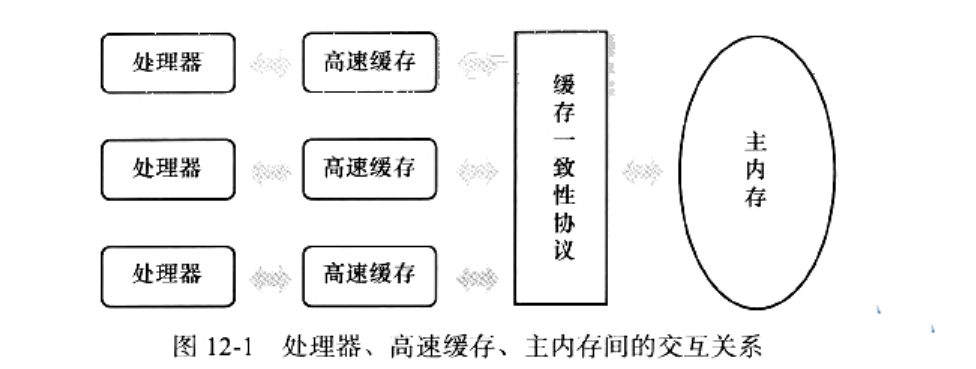 处理器
高速缓存
处理器
高速缓存
处理器
高速缓存
缓存一致性协议
主内存
图 12-1 处理器、高速缓存、主内存间的交互关系